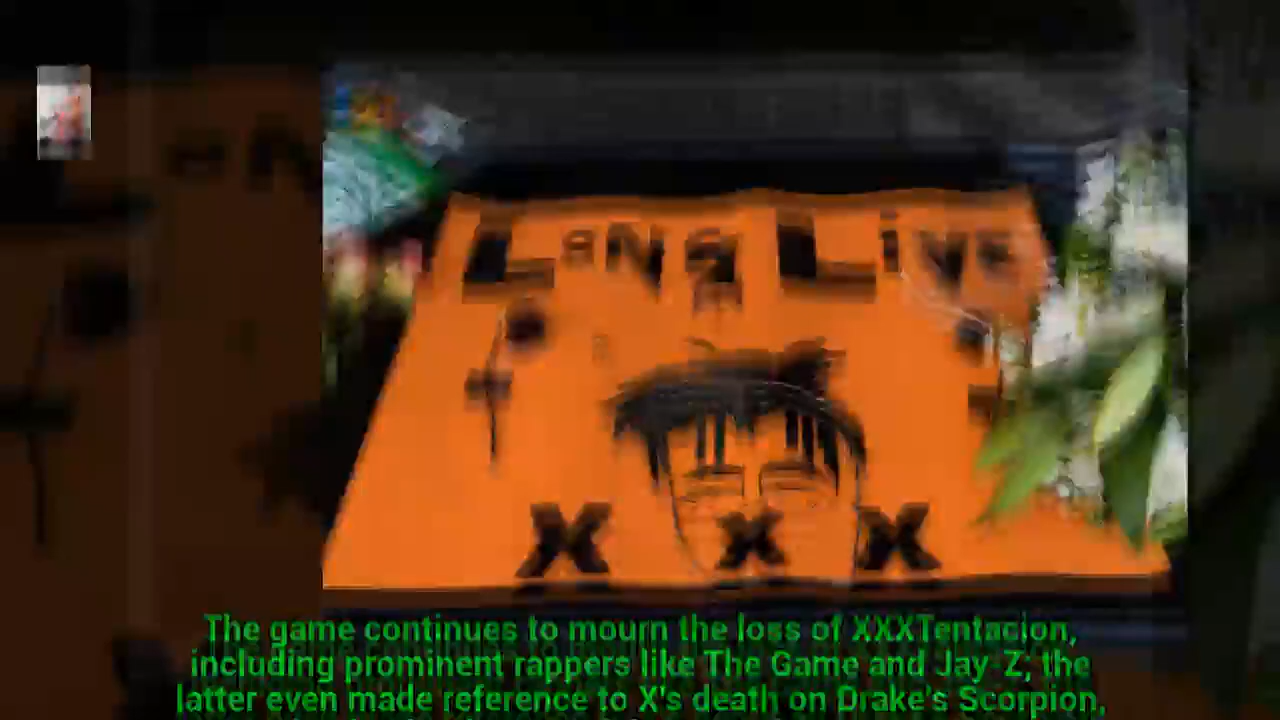 LONG LIVE
X X X
The game continues to mourn the loss of XXXTentacion,
including prominent rappers like The Game and Jay-Z; the
latter even made reference to X's death on Drake's Scorpion,